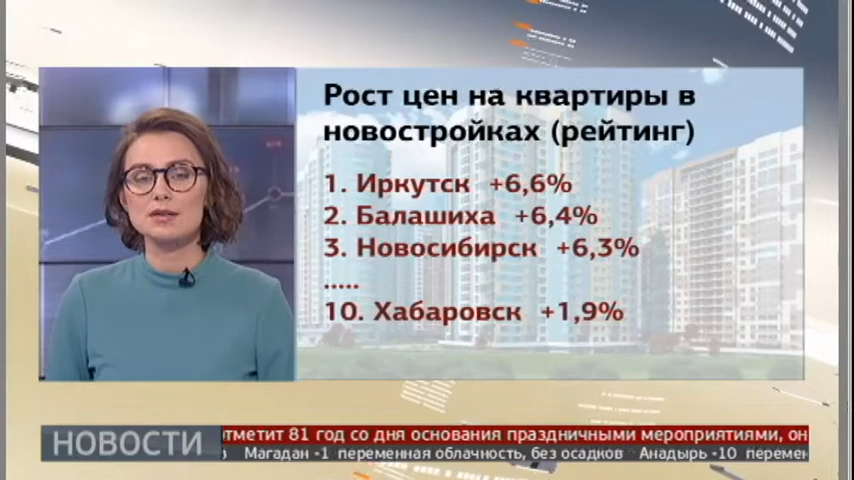 Рост цен на квартиры в
новостройках (рейтинг)
1. Иркутск +6,6%
2. Балашиха +6,4%
3. Новосибирск +6,3%
.....
10. Хабаровск +1,9%
НОВОСТИ
отметит 81 год со дня основания праздничными мероприятиями, он
в Магадан -1 переменная облачность, без осадков Анадырь -10 перемен